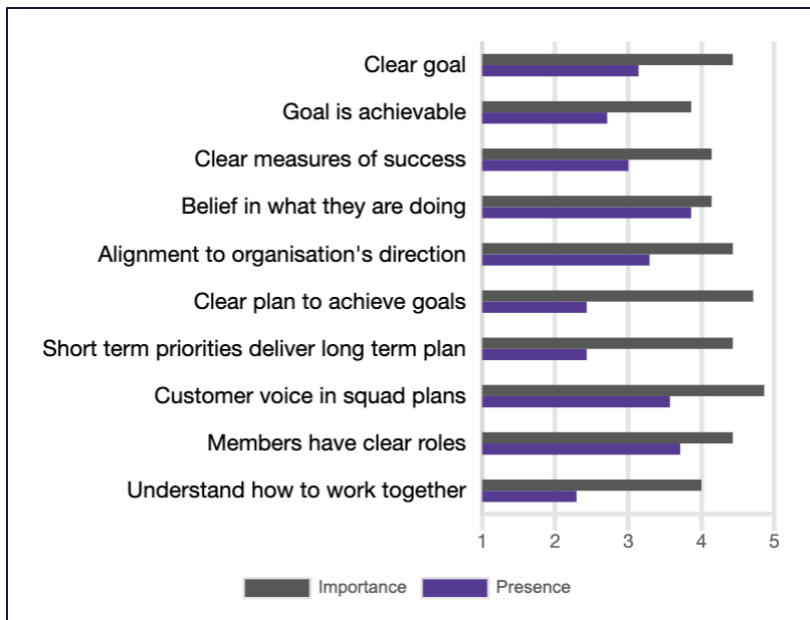 Clear goal
Goal is achievable
Clear measures of success
Belief in what they are doing
Alignment to organisation's direction
Clear plan to achieve goals
Short term priorities deliver long term plan
Customer voice in squad plans
Members have clear roles
Understand how to work together
1 2 3 4 5
Importance Presence